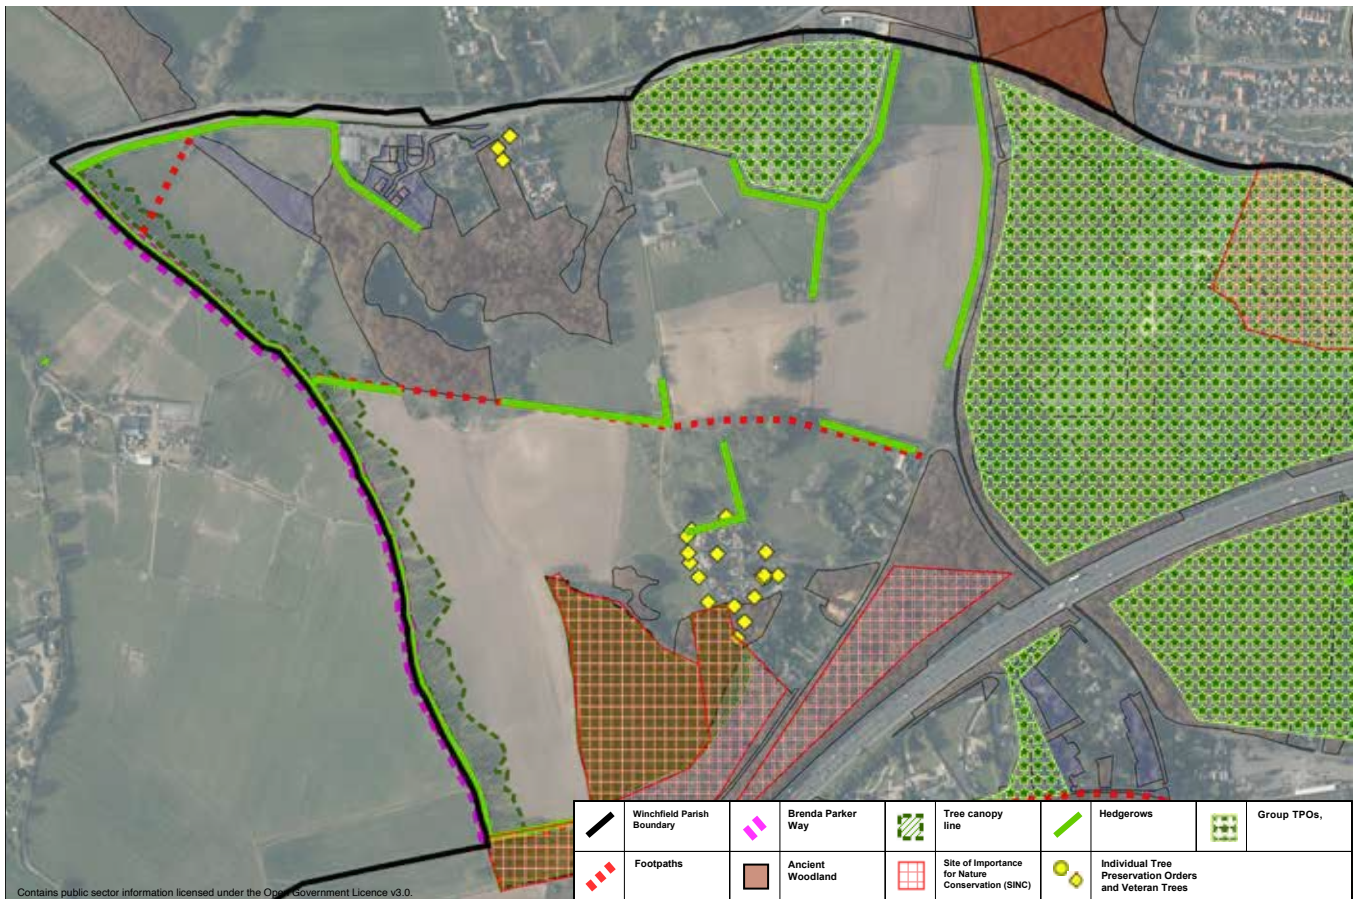 Winchfield Parish
Boundary
Brenda Parker
Way
Tree canopy
line
Hedgerows
Group TPOs,
Footpaths
Ancient
Woodland
Site of Importance
for Nature
Conservation (SINC)
Individual Tree
Preservation Orders
and Veteran Trees
Contains public sector information licensed under the Open Government Licence v3.0.